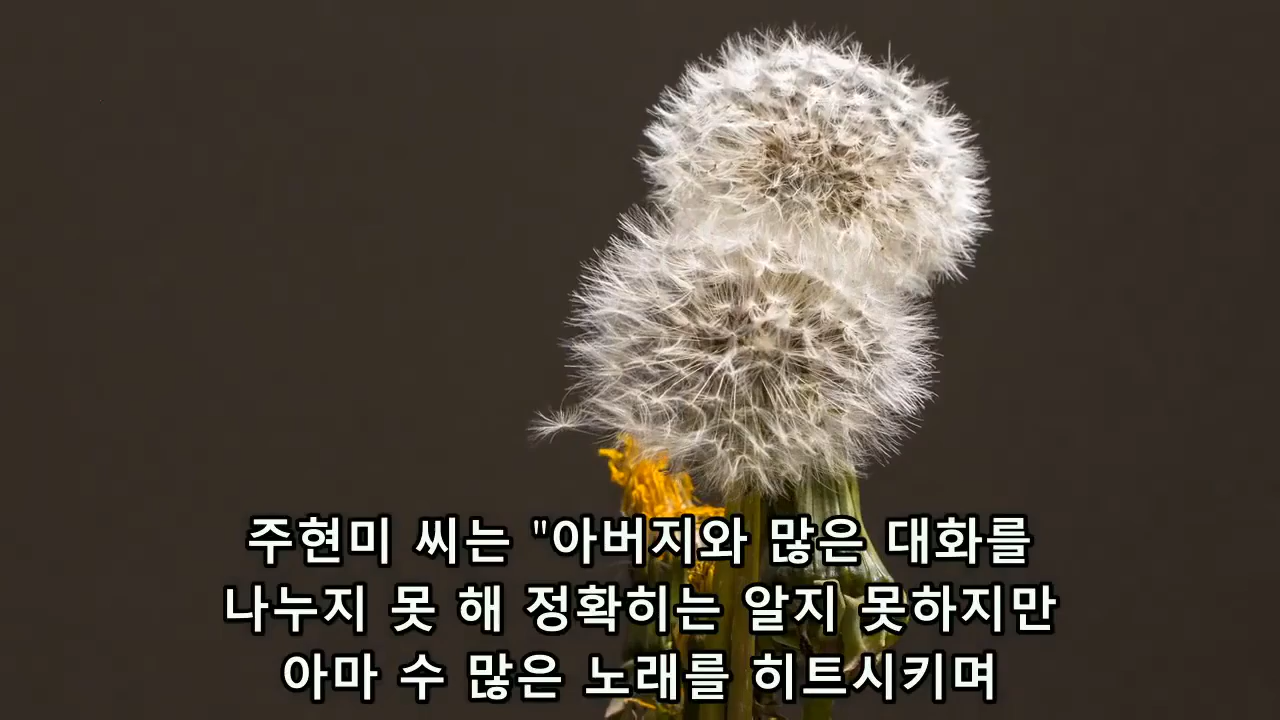 주현미 씨는 "아버지와 많은 대화를
나누지 못 해 정확히는 알지 못하지만
아마 수 많은 노래를 히트시키며